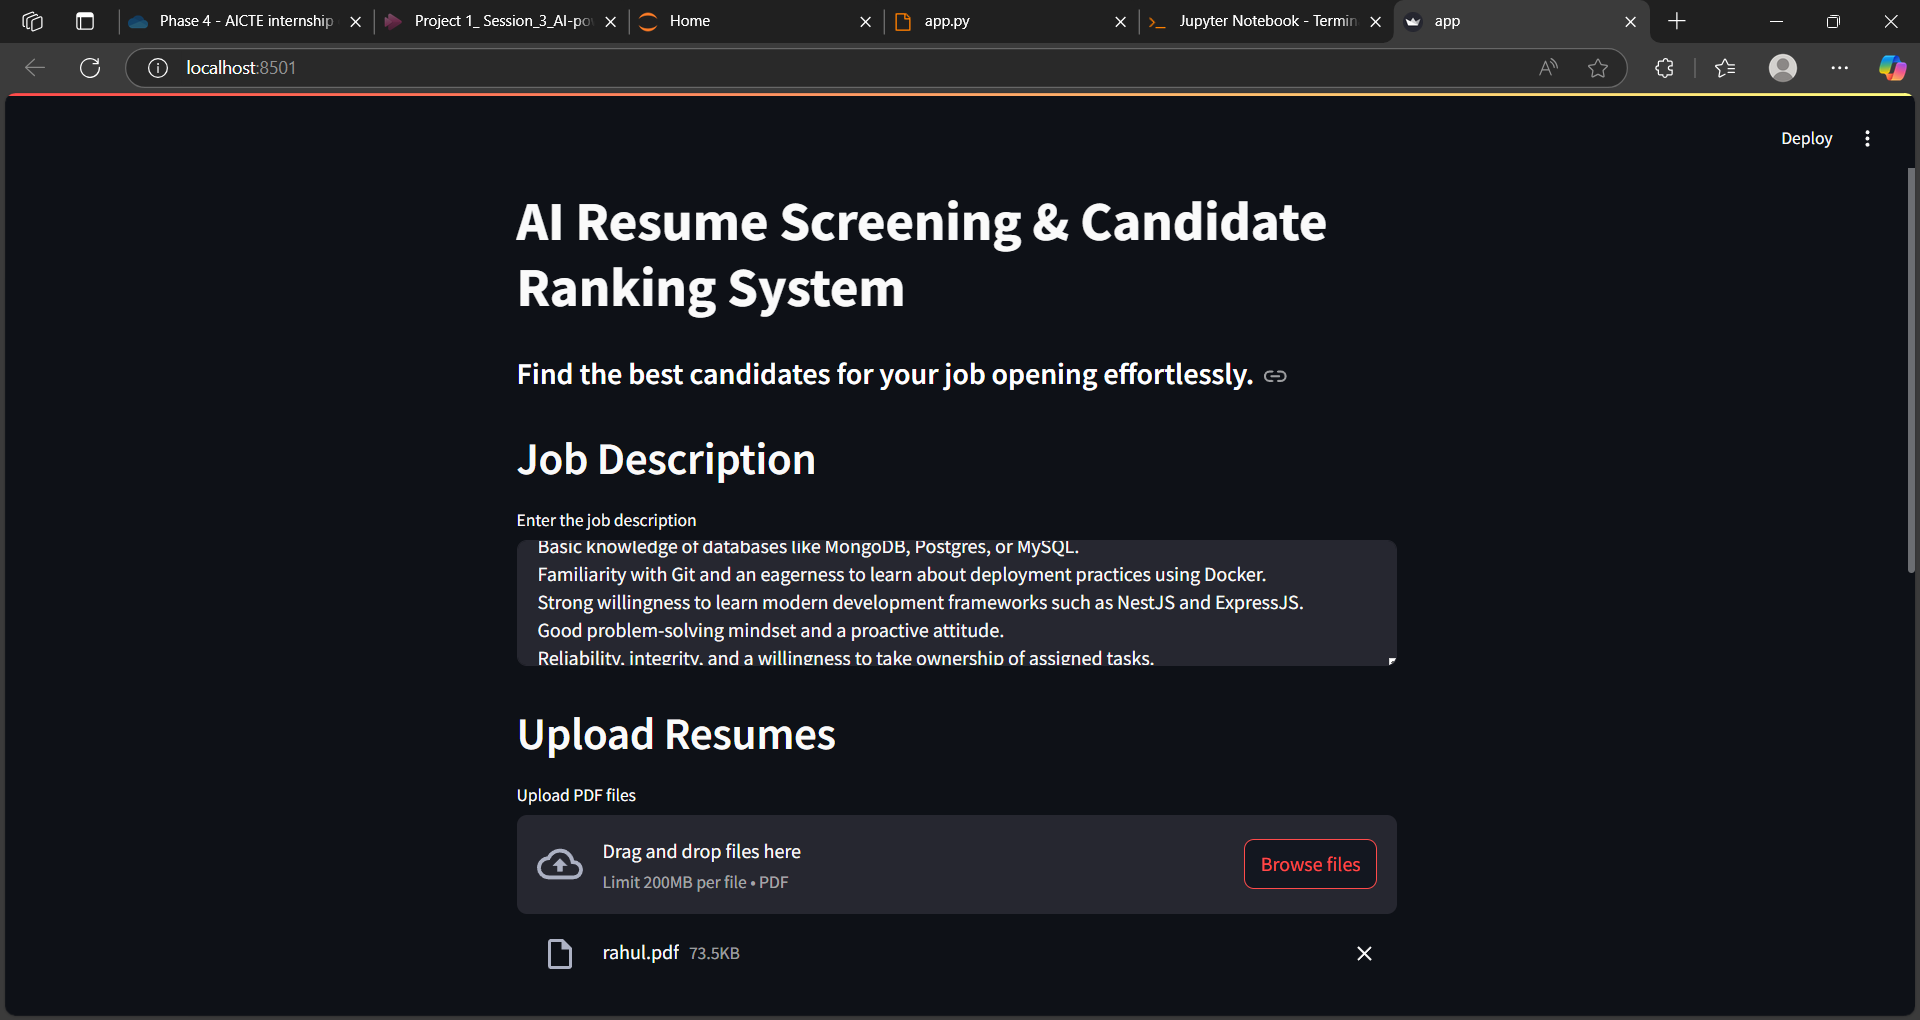 Phase 4 - AICTE internship
Project 1_ Session_3_AI-po
Home
app.py
Jupyter Notebook - Termin
app
localhost:8501
Deploy
AI Resume Screening & Candidate
Ranking System
Find the best candidates for your job opening effortlessly.
Job Description
Enter the job description
Basic knowledge of databases like MongoDB, Postgres, or MySQL.
Familiarity with Git and an eagerness to learn about deployment practices using Docker.
Strong willingness to learn modern development frameworks such as NestJS and ExpressJS.
Good problem-solving mindset and a proactive attitude.
Reliability, integrity, and a willingness to take ownership of assigned tasks.
Upload Resumes
Upload PDF files
Drag and drop files here
Limit 200MB per file • PDF
Browse files
rahul.pdf 73.5KB